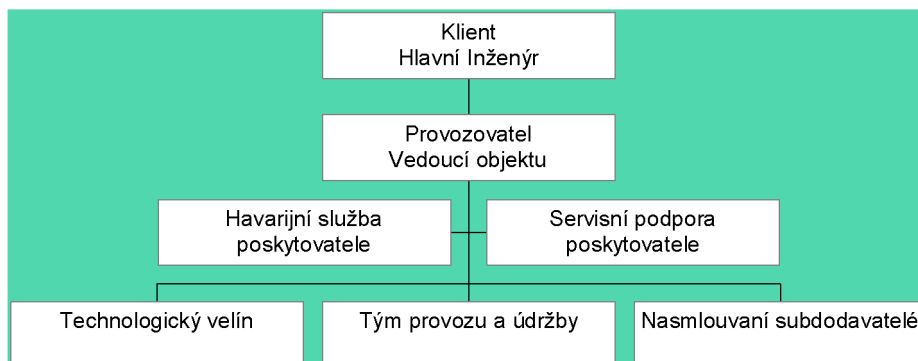 Klient
Hlavní Inženýr
Provozovatel
Vedoucí objektu
Havarijní služba
poskytovatele
Servisní podpora
poskytovatele
Technologický velín
Tým provozu a údržby
Nasmlouvaní subdodavatelé